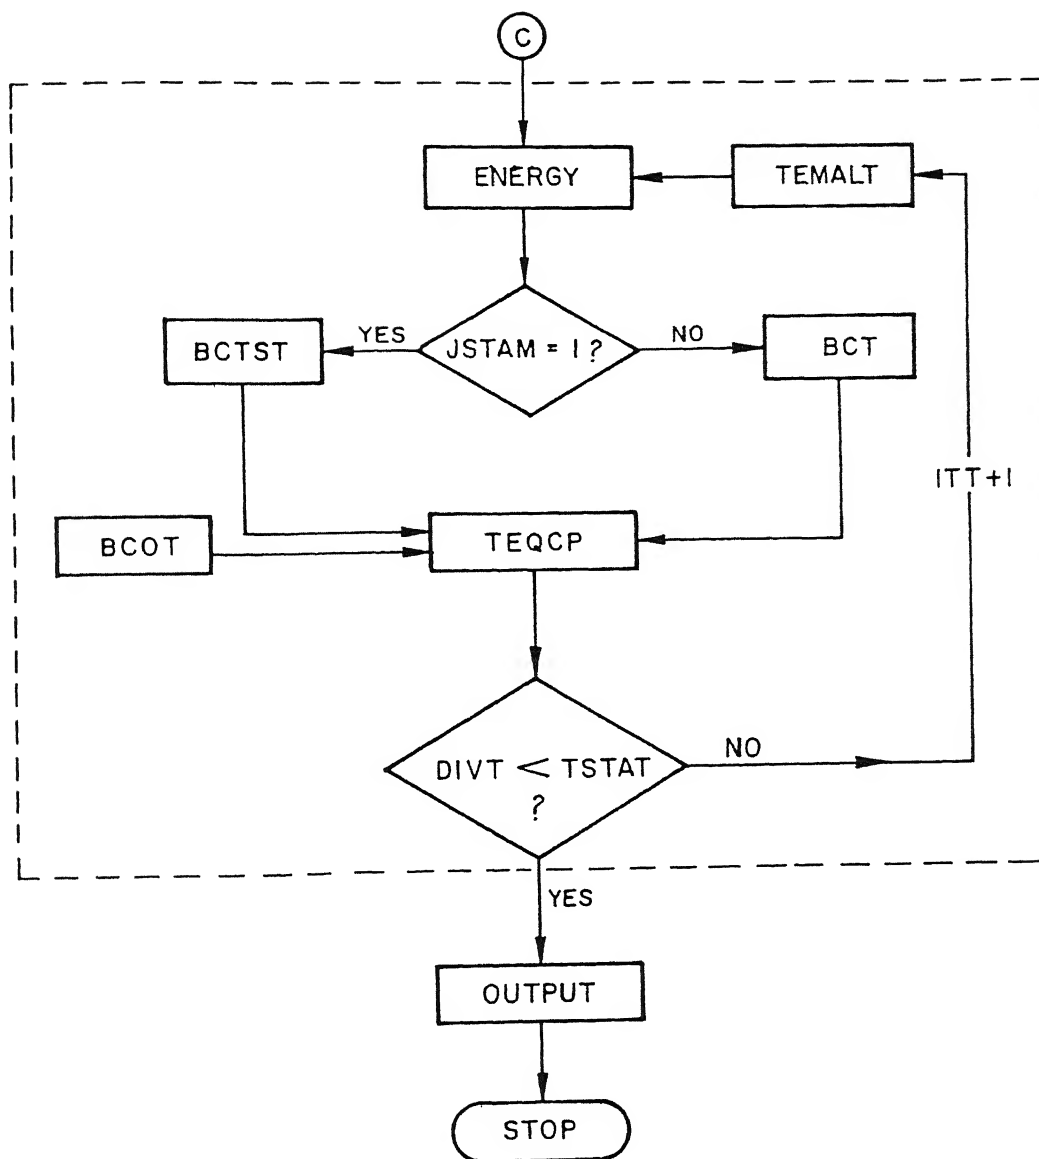 C
ENERGY
TEMALT
BCTST
YES
JSTAM = 1 ?
NO
BCT
ITT+1
BCOT
TEQCP
DIVT < TSTAT
?
NO
YES
OUTPUT
STOP